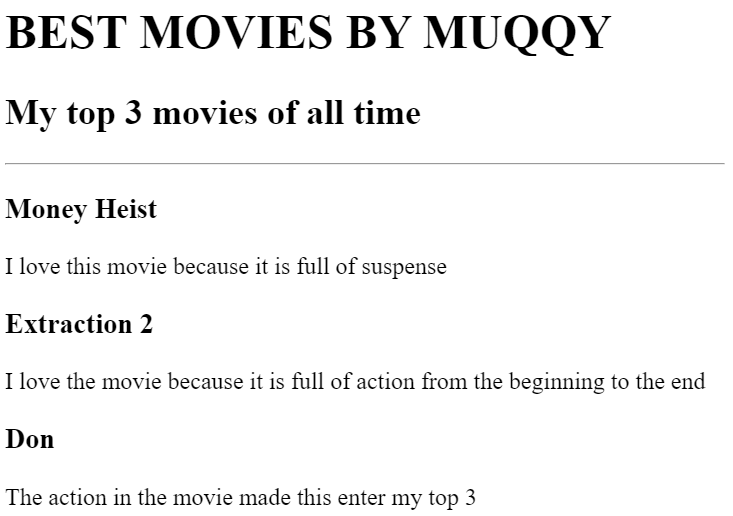 BEST MOVIES BY MUQQY
My top 3 movies of all time
Money Heist
I love this movie because it is full of suspense
Extraction 2
I love the movie because it is full of action from the beginning to the end
Don
The action in the movie made this enter my top 3